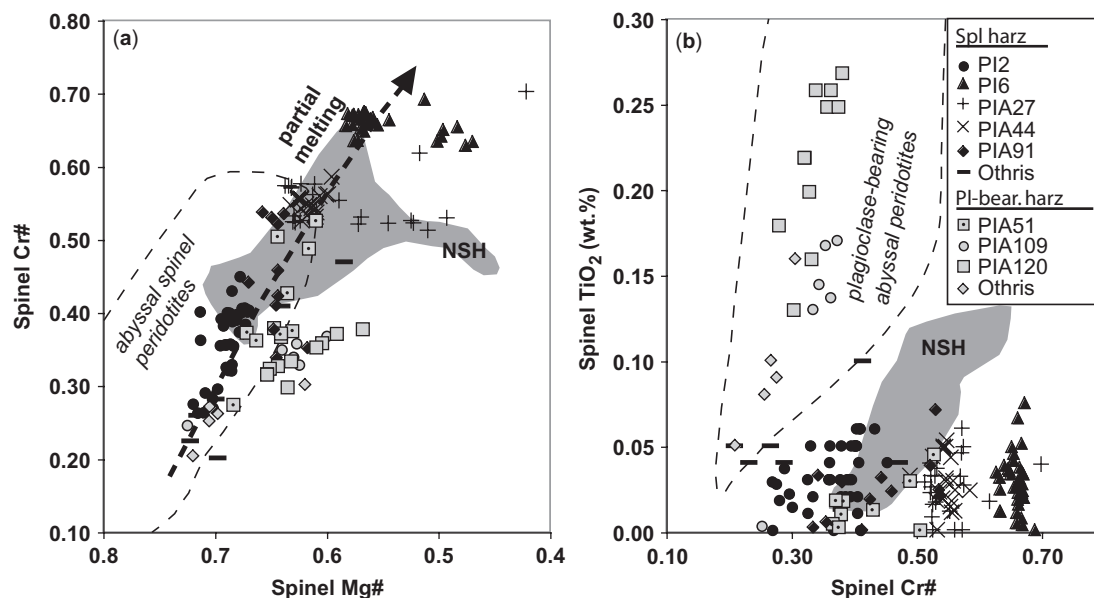 (a)
0.70
0.60
0.50
0.40
0.30
0.20
0.10
0.8
0.7
0.6
0.5
0.4
Spinel Cr#
Spinel Mg#
partial
melting
abyssal spinel
peridotites
NSH
(b)
0.30
0.25
0.20
0.15
0.10
0.05
0.00
0.10
0.30
0.50
0.70
Spinel TiO2 (wt.%)
Spinel Cr#
plagioclase-bearing
abyssal peridotites
NSH
Spl harz
PI2
PI6
PIA27
PIA44
PIA91
Othris
Pl-bear. harz
PIA51
PIA109
PIA120
Othris